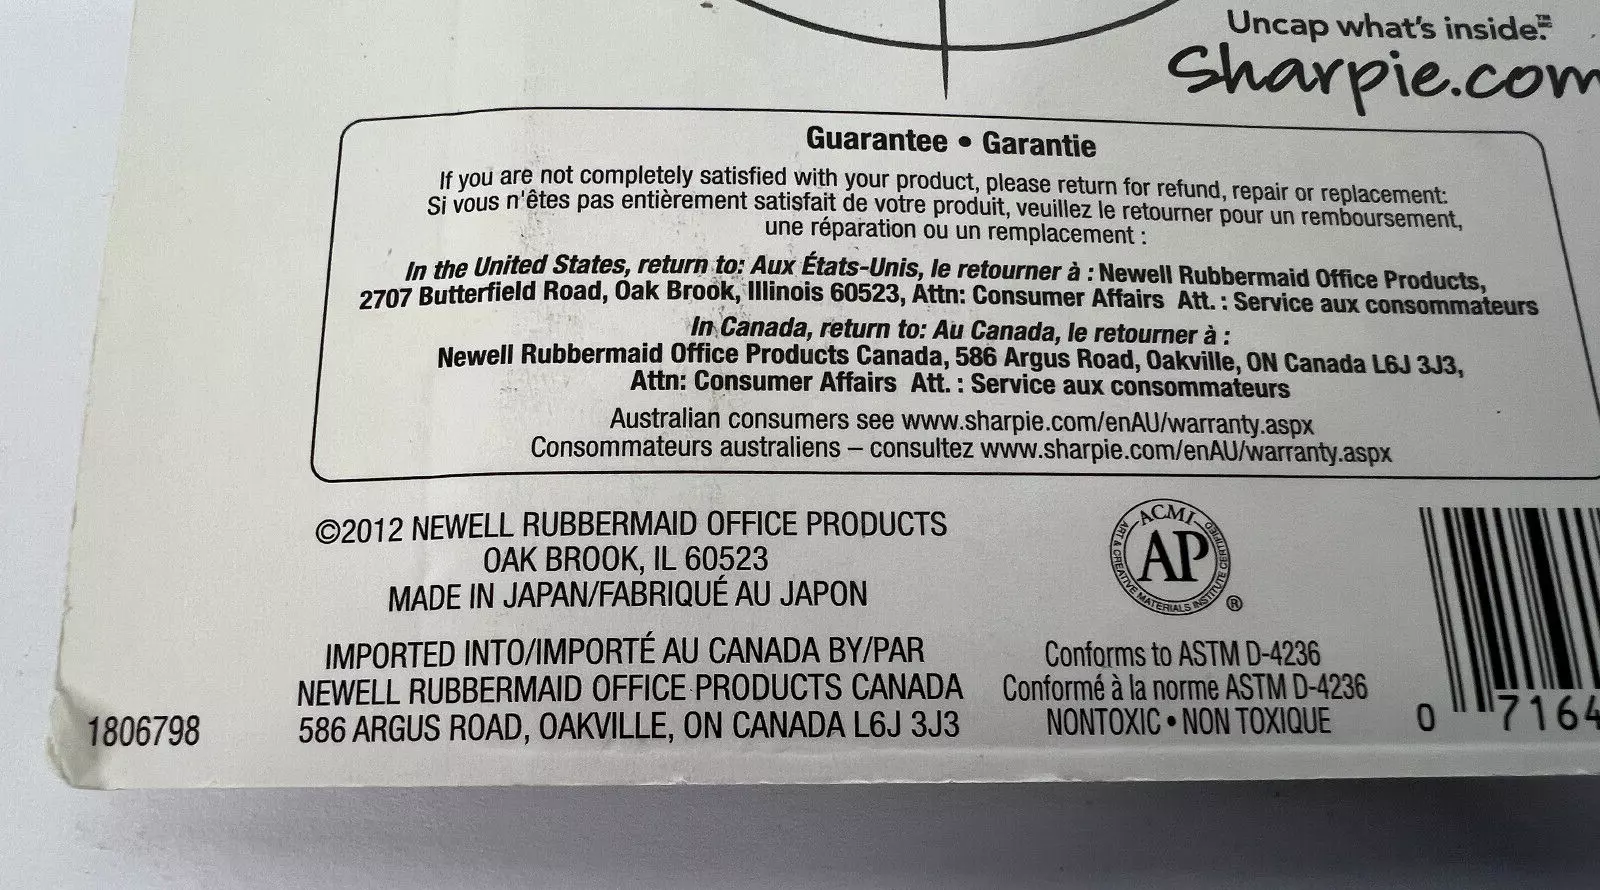 Uncap what's inside.™
Sharpie.com
Guarantee • Garantie
If you are not completely satisfied with your product, please return for refund, repair or replacement:
Si vous n'êtes pas entièrement satisfait de votre produit, veuillez le retourner pour un remboursement,
une réparation ou un remplacement :
In the United States, return to: Aux États-Unis, le retourner à : Newell Rubbermaid Office Products,
2707 Butterfield Road, Oak Brook, Illinois 60523, Attn: Consumer Affairs Att. : Service aux consommateurs
In Canada, return to: Au Canada, le retourner à :
Newell Rubbermaid Office Products Canada, 586 Argus Road, Oakville, ON Canada L6J 3J3,
Attn: Consumer Affairs Att. : Service aux consommateurs
Australian consumers see www.sharpie.com/enAU/warranty.aspx
Consommateurs australiens – consultez www.sharpie.com/enAU/warranty.aspx
©2012 NEWELL RUBBERMAID OFFICE PRODUCTS
OAK BROOK, IL 60523
MADE IN JAPAN/FABRIQUÉ AU JAPON
IMPORTED INTO/IMPORTÉ AU CANADA BY/PAR
NEWELL RUBBERMAID OFFICE PRODUCTS CANADA
586 ARGUS ROAD, OAKVILLE, ON CANADA L6J 3J3
1806798
ACMI
AP
ART & CREATIVE MATERIALS INSTITUTE CERTIFIED
®
Conforms to ASTM D-4236
Conformé à la norme ASTM D-4236
NONTOXIC • NON TOXIQUE
0 7164